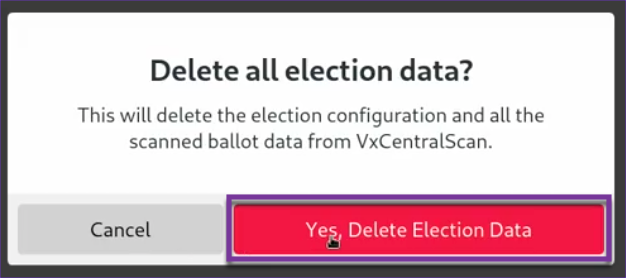 Delete all election data?
This will delete the election configuration and all the
scanned ballot data from VxCentralScan.
Cancel
Yes, Delete Election Data